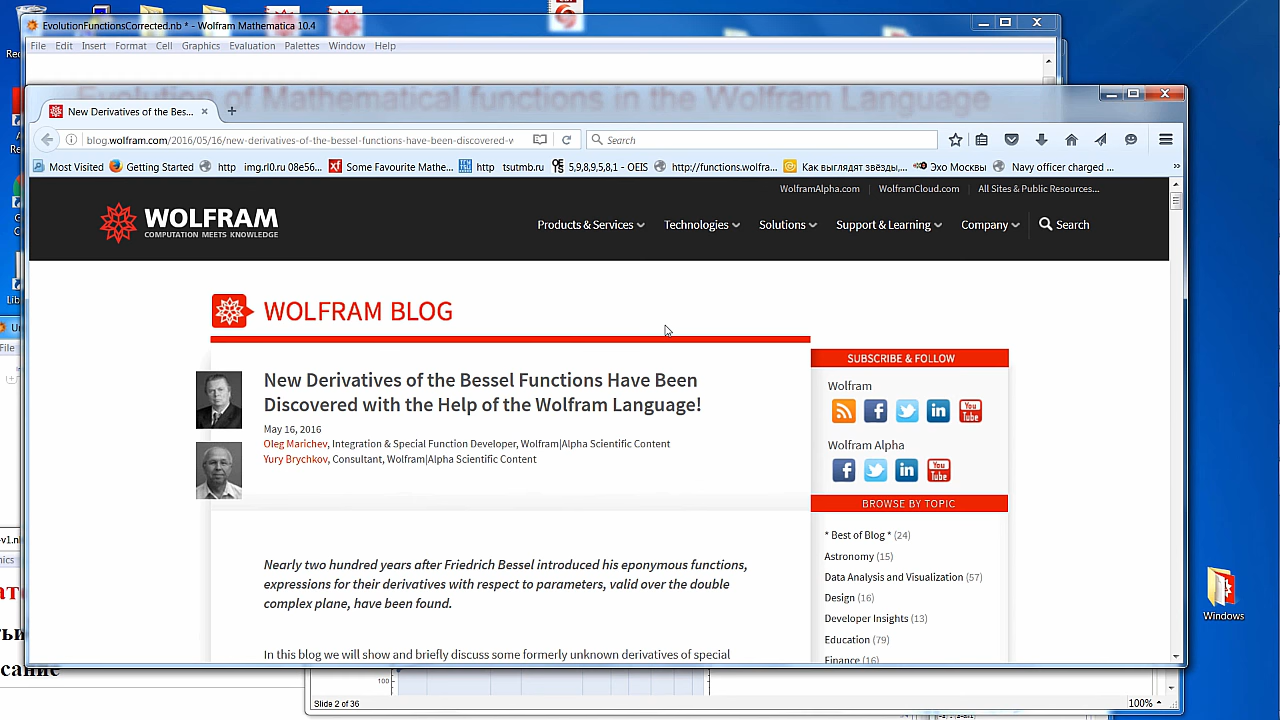 EvolutionFunctionsCorrected.nb * - Wolfram Mathematica 10.4
File Edit Insert Format Cell Graphics Evaluation Palettes Window Help
Evolution of Mathematical functions in the Wolfram Language
New Derivatives of the Bes...
blog.wolfram.com/2016/05/16/new-derivatives-of-the-bessel-functions-have-been-discovered-v
Search
Most Visited Getting Started http img.rl0.ru 08e56... Some Favourite Mathe... http tsutmb.ru 5,9,8,9,5,8,1 - OEIS http://functions.wolfra... Как выглядят звёзды,... Эхо Москвы Navy officer charged ...
WolframAlpha.com WolframCloud.com All Sites & Public Resources...
WOLFRAM
COMPUTATION MEETS KNOWLEDGE
Products & Services Technologies Solutions Support & Learning Company Search
WOLFRAM BLOG
New Derivatives of the Bessel Functions Have Been
Discovered with the Help of the Wolfram Language!
May 16, 2016
Oleg Marichev, Integration & Special Function Developer, Wolfram|Alpha Scientific Content
Yury Brychkov, Consultant, Wolfram|Alpha Scientific Content
Nearly two hundred years after Friedrich Bessel introduced his eponymous functions,
expressions for their derivatives with respect to parameters, valid over the double
complex plane, have been found.
In this blog we will show and briefly discuss some formerly unknown derivatives of special
SUBSCRIBE & FOLLOW
Wolfram
You
Tube
Wolfram Alpha
You
Tube
BROWSE BY TOPIC
* Best of Blog * (24)
Astronomy (15)
Data Analysis and Visualization (57)
Design (16)
Developer Insights (13)
Education (79)
Finance (16)
Windows
File
100
Slide 2 of 36
100%